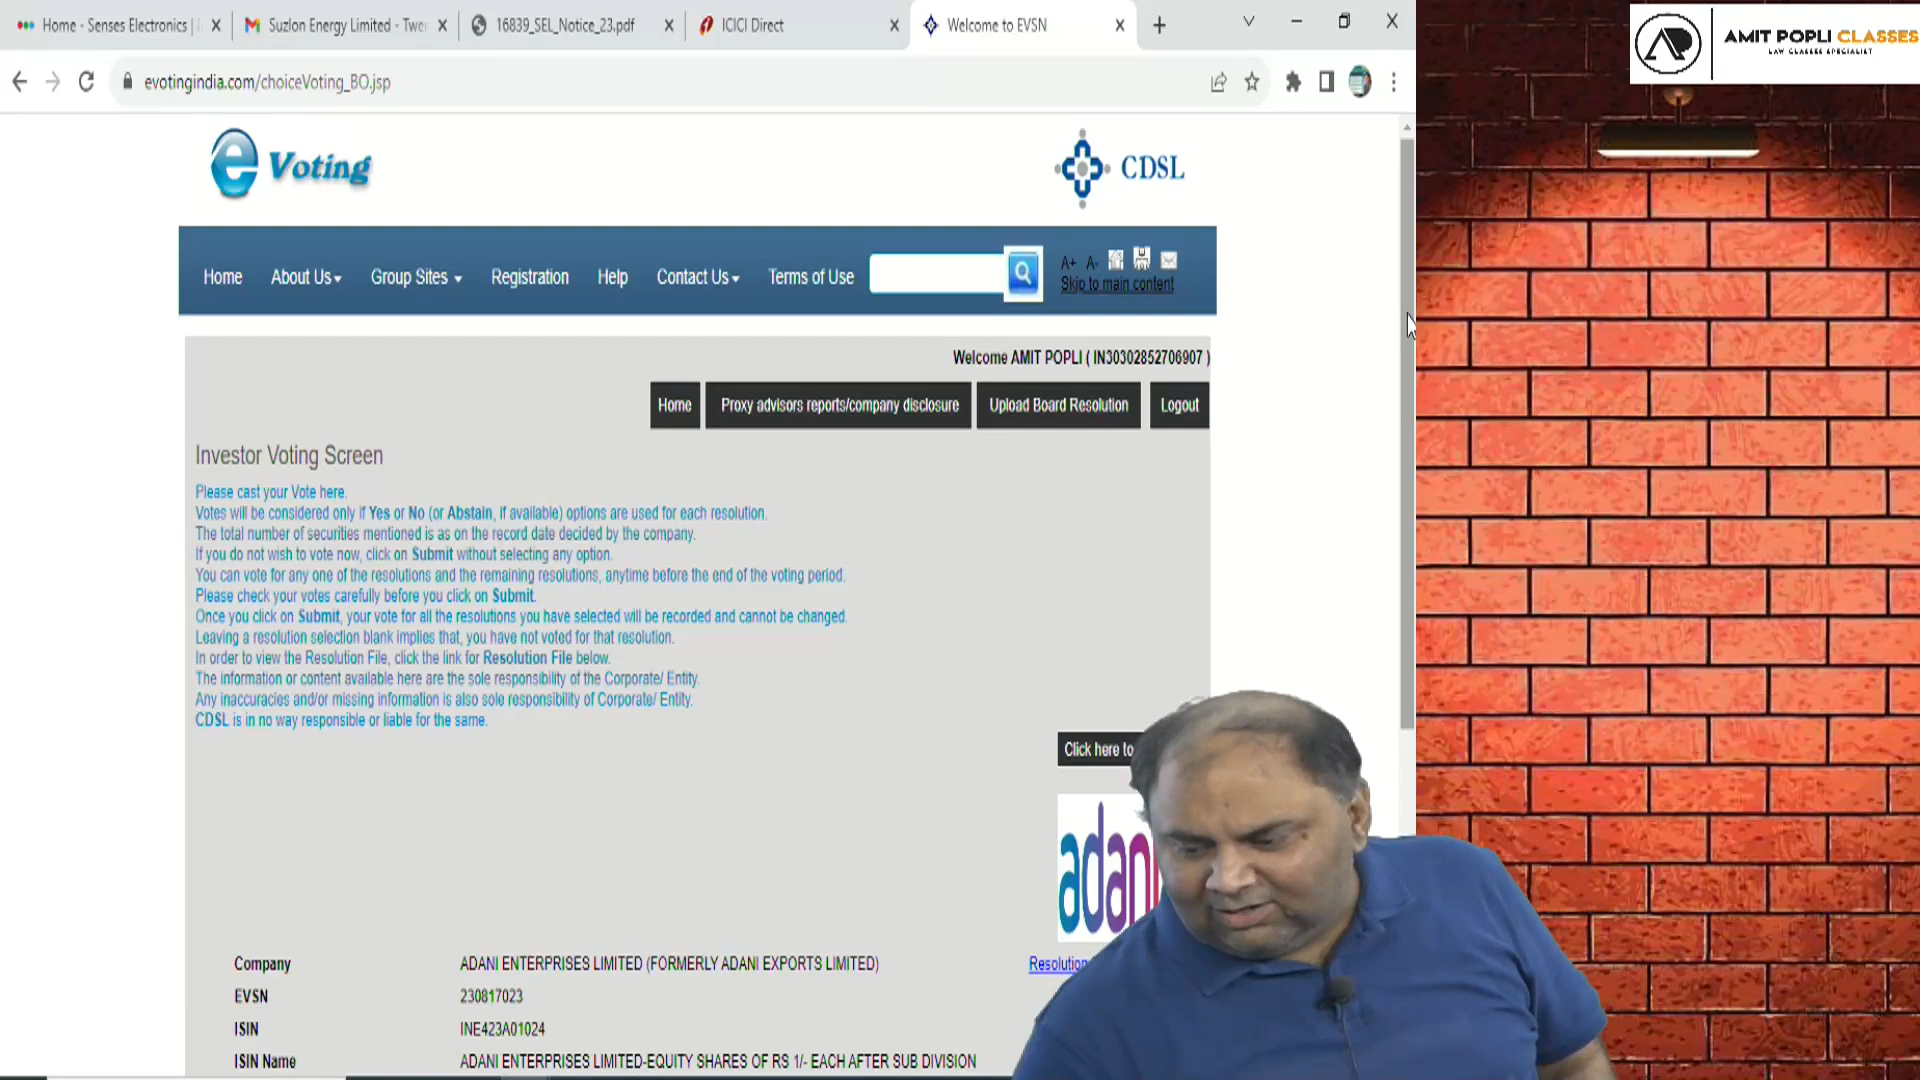 Home - Senses Electronics |
Suzlon Energy Limited - Twen
16839_SEL_Notice_23.pdf
ICICI Direct
Welcome to EVSN
AMIT POPLI CLASSES
LAW CLASSES SPECIALIST
evotingindia.com/choiceVoting_BO.jsp
e Voting
CDSL
Home
About Us
Group Sites
Registration
Help
Contact Us
Terms of Use
A+ A-
Skip to main content
Welcome AMIT POPLI ( IN30302852706907 )
Home
Proxy advisors reports/company disclosure
Upload Board Resolution
Logout
Investor Voting Screen
Please cast your Vote here.
Votes will be considered only if Yes or No (or Abstain, if available) options are used for each resolution.
The total number of securities mentioned is as on the record date decided by the company.
If you do not wish to vote now, click on Submit without selecting any option.
You can vote for any one of the resolutions and the remaining resolutions, anytime before the end of the voting period.
Please check your votes carefully before you click on Submit.
Once you click on Submit, your vote for all the resolutions you have selected will be recorded and cannot be changed.
Leaving a resolution selection blank implies that, you have not voted for that resolution.
In order to view the Resolution File, click the link for Resolution File below.
The information or content available here are the sole responsibility of the Corporate/ Entity.
Any inaccuracies and/or missing information is also sole responsibility of Corporate/ Entity.
CDSL is in no way responsible or liable for the same.
Click here to
adani
Company ADANI ENTERPRISES LIMITED (FORMERLY ADANI EXPORTS LIMITED) Resolution
EVSN 230817023
ISIN INE423A01024
ISIN Name ADANI ENTERPRISES LIMITED-EQUITY SHARES OF RS 1/- EACH AFTER SUB DIVISION